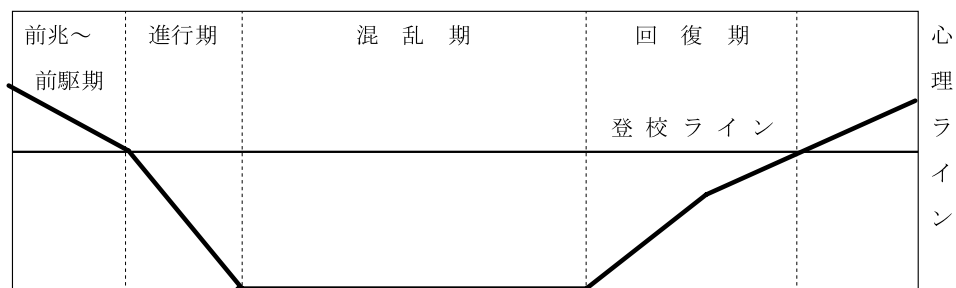 前兆～
前駆期
進行期
混乱期
回復期
登校ライン
心理ライン